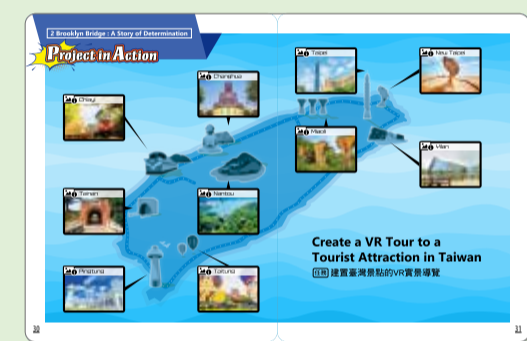 2 Brooklyn Bridge : A Story of Determination
Project in Action
Chiayi
Changhua
Taipei
New Taipei
Miaoli
Yilan
Tainan
Nantou
Pingtung
Taitung
Create a VR Tour to a
Tourist Attraction in Taiwan
任務 建置臺灣景點的VR實景導覽
30
31